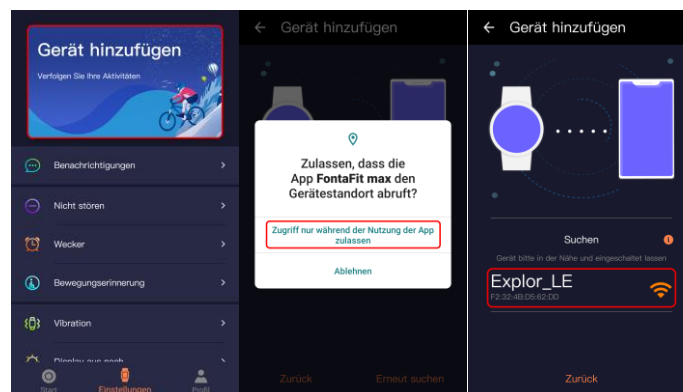 Gerät hinzufügen
Verfolgen Sie Ihre Aktivitäten
Benachrichtigungen
Nicht stören
Wecker
Bewegungserinnerung
Vibration
Display aus nach
Start
Einstellungen
Profil
Gerät hinzufügen
Zulassen, dass die
App FontaFit max den
Gerätestandort abruft?
Zugriff nur während der Nutzung der App
zulassen
Ablehnen
Zurück
Erneut suchen
Gerät hinzufügen
Suchen
Gerät bitte in der Nähe und eingeschaltet lassen
Explor_LE
F2:32:4B:D5:62:DD
Zurück